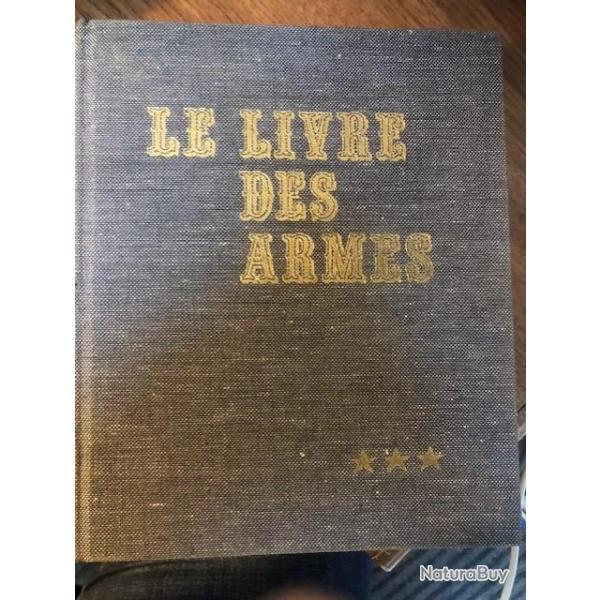 LE LIVRE
DES
ARMES
NaturaBuy